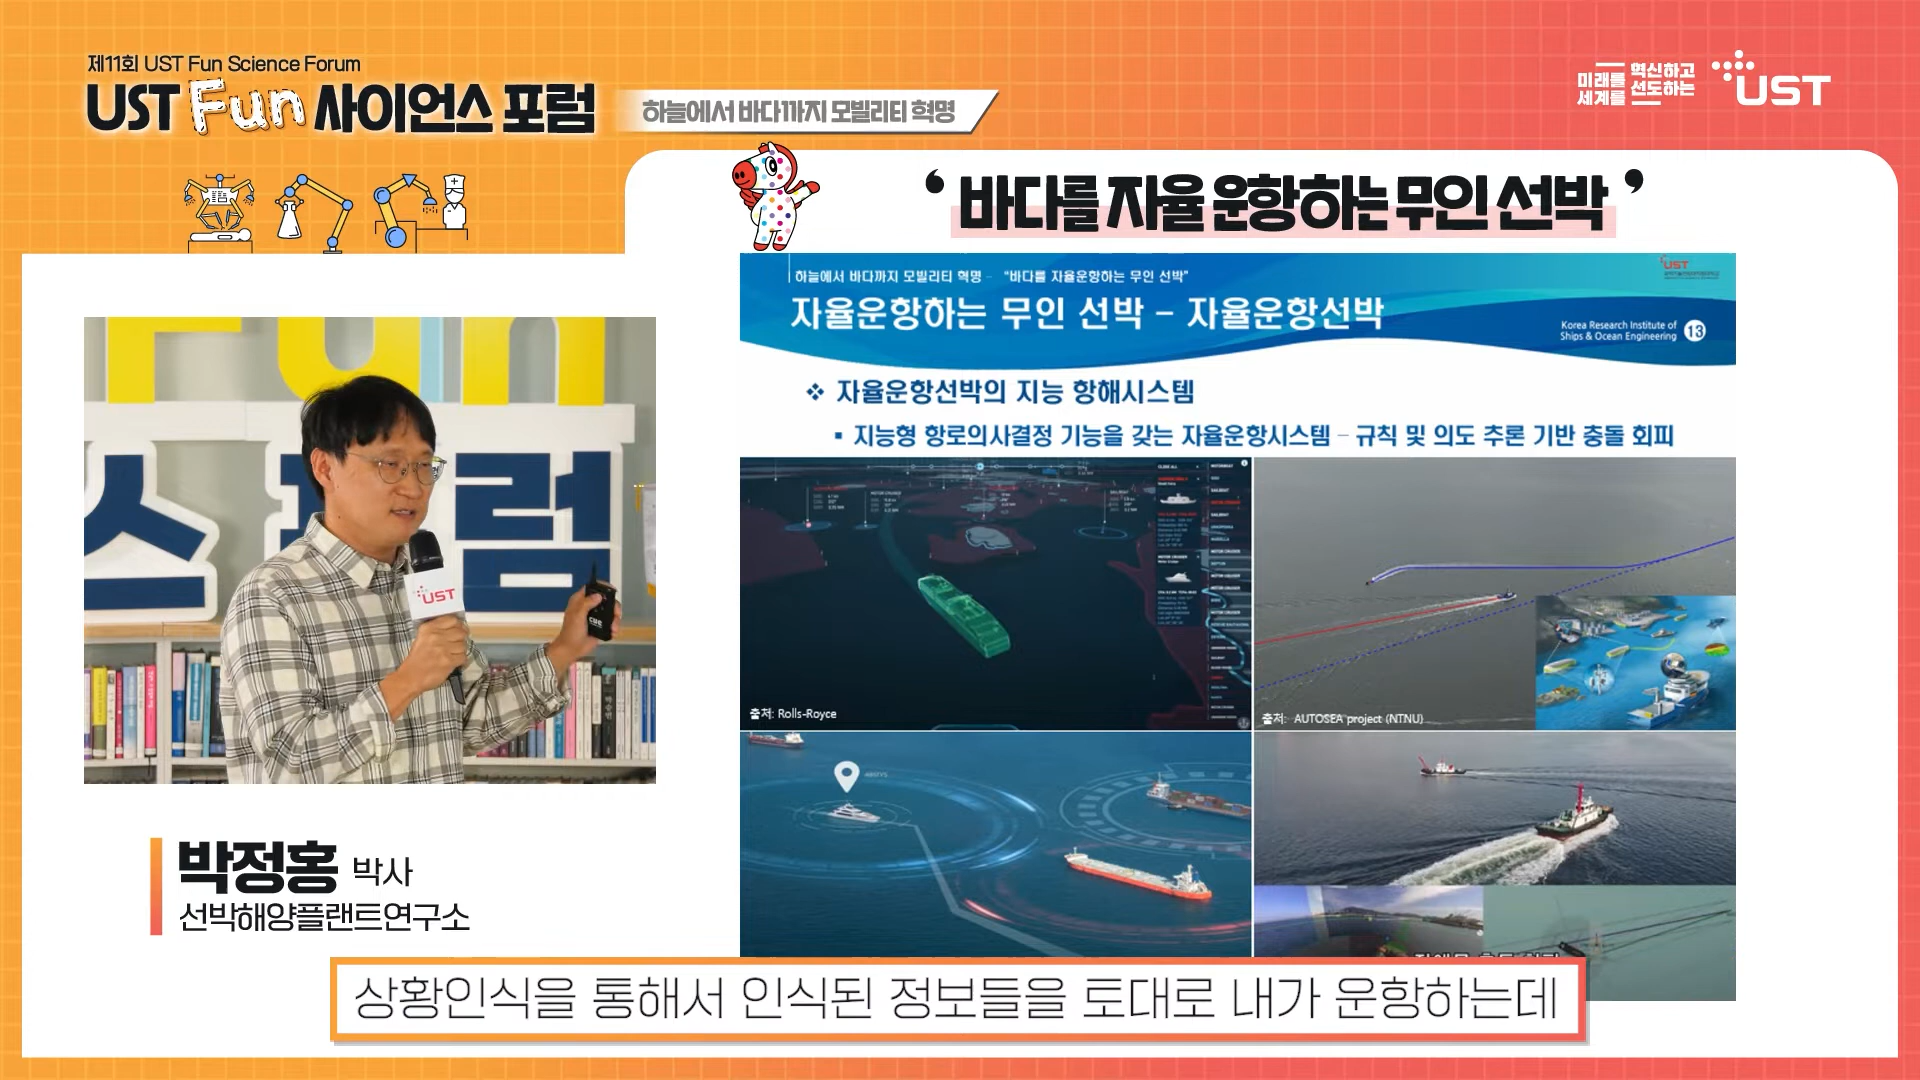 제11회 UST Fun Science Forum
UST Fun 사이언스 포럼
하늘에서 바다까지 모빌리티 혁명
미래를 혁신하고
세계를 선도하는
UST
‘ 바다를 자율 운항하는 무인 선박 ’
하늘에서 바다까지 모빌리티 혁명 – “바다를 자율운항하는 무인 선박”
UST
자율운항하는 무인 선박 – 자율운항선박
Korea Research Institute of
Ships & Ocean Engineering
13
❖ 자율운항선박의 지능 항해시스템
▪ 지능형 항로의사결정 기능을 갖는 자율운항시스템 – 규칙 및 의도 추론 기반 충돌 회피
출처: Rolls-Royce
출처: AUTOSEA project (NTNU)
Fun
스 포럼
UST
CUE
박정홍 박사
선박해양플랜트연구소
상황인식을 통해서 인식된 정보들을 토대로 내가 운항하는데